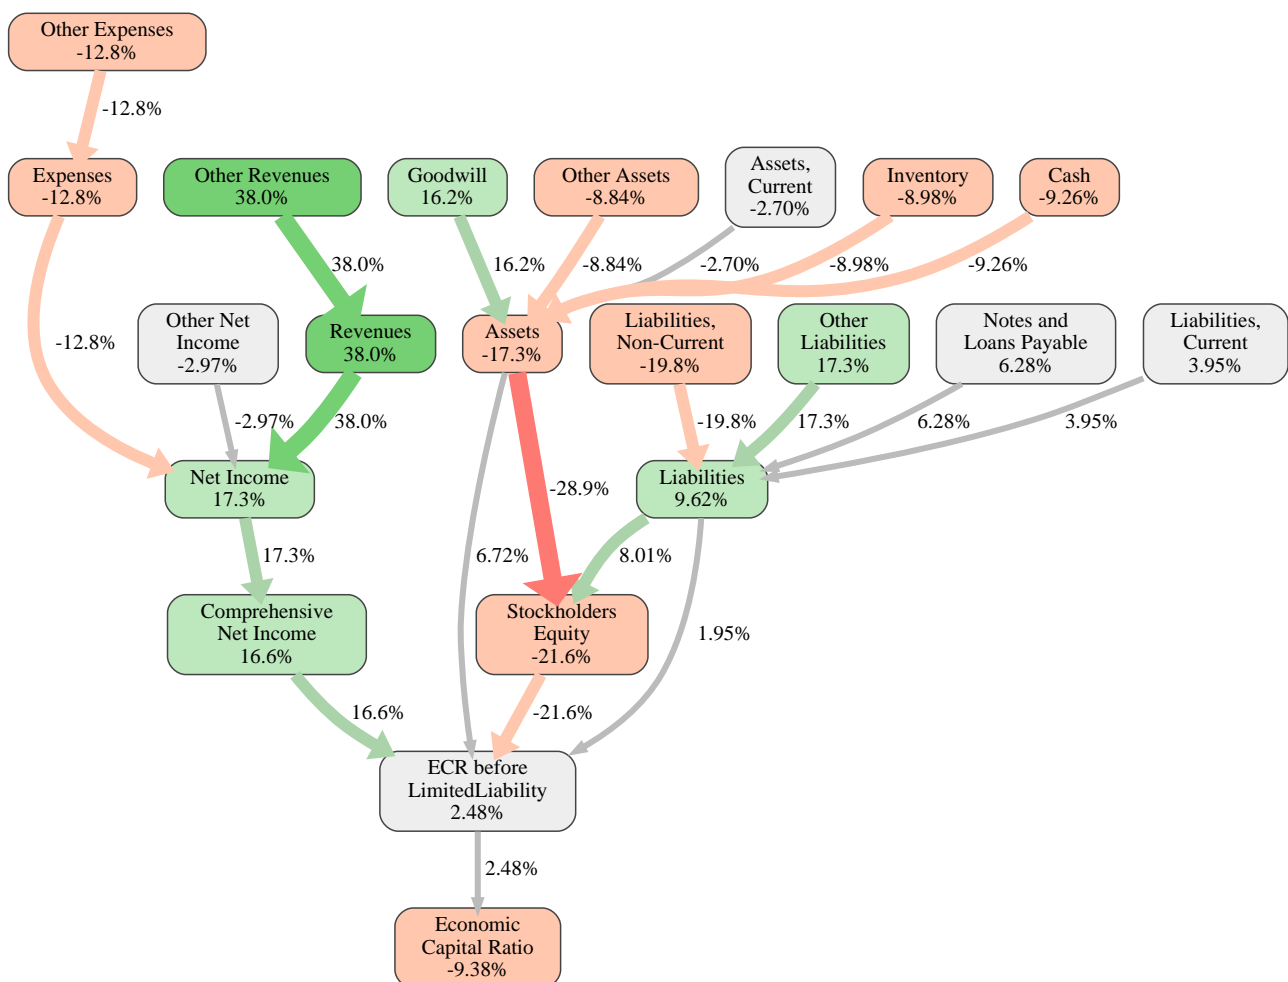 Other Expenses
-12.8%
-12.8%
Expenses
-12.8%
Other Revenues
38.0%
Goodwill
16.2%
Other Assets
-8.84%
Assets,
Current
-2.70%
Inventory
-8.98%
Cash
-9.26%
38.0%
16.2%
-8.84%
-2.70%
-8.98%
-9.26%
-12.8%
Other Net
Income
-2.97%
Revenues
38.0%
Assets
-17.3%
Liabilities,
Non-Current
-19.8%
Other
Liabilities
17.3%
Notes and
Loans Payable
6.28%
Liabilities,
Current
3.95%
-2.97%
38.0%
-19.8%
17.3%
6.28%
3.95%
Net Income
17.3%
-28.9%
Liabilities
9.62%
17.3%
6.72%
8.01%
Comprehensive
Net Income
16.6%
Stockholders
Equity
-21.6%
1.95%
16.6%
-21.6%
ECR before
LimitedLiability
2.48%
2.48%
Economic
Capital Ratio
-9.38%